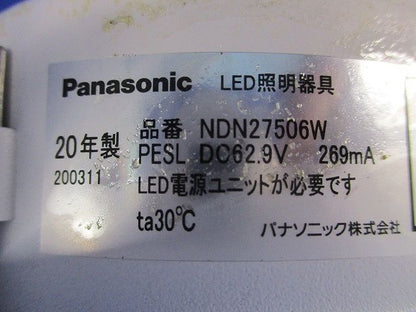 Panasonic LED照明器具
20年製 品番 NDN27506W
PESL DC62.9V 269mA
200311 LED電源ユニットが必要です
ta30℃
パナソニック株式会社